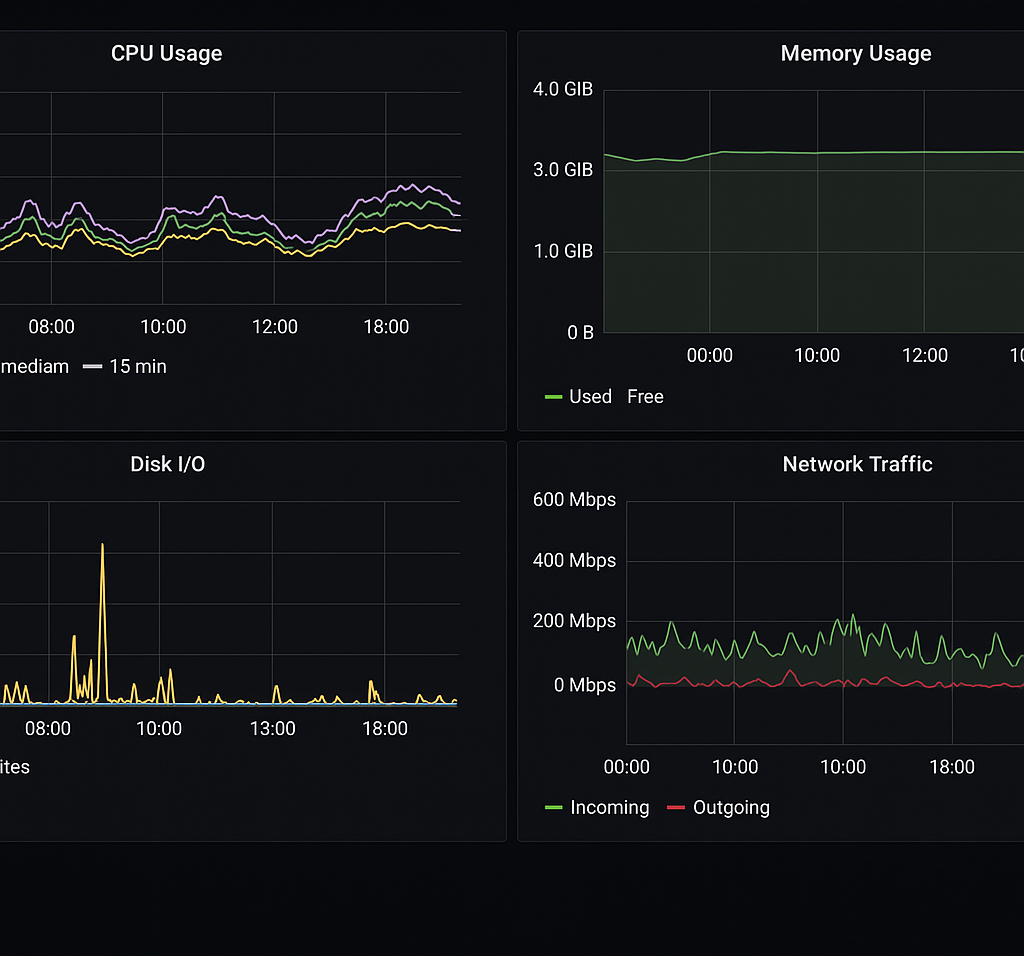 CPU Usage
08:00 10:00 12:00 18:00
mediam 15 min
Memory Usage
4.0 GIB
3.0 GIB
1.0 GIB
0 B
00:00 10:00 12:00 10
Used Free
Disk I/O
08:00 10:00 13:00 18:00
ites
Network Traffic
600 Mbps
400 Mbps
200 Mbps
0 Mbps
00:00 10:00 10:00 18:00
Incoming Outgoing